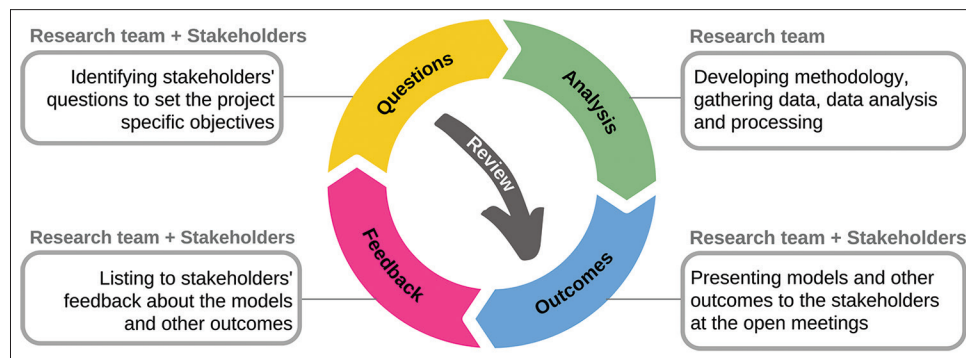 Research team + Stakeholders
Identifying stakeholders'
questions to set the project
specific objectives
Questions
Analysis
Research team
Developing methodology,
gathering data, data analysis
and processing
Review
Research team + Stakeholders
Listing to stakeholders'
feedback about the models
and other outcomes
Feedback
Outcomes
Research team + Stakeholders
Presenting models and other
outcomes to the stakeholders
at the open meetings